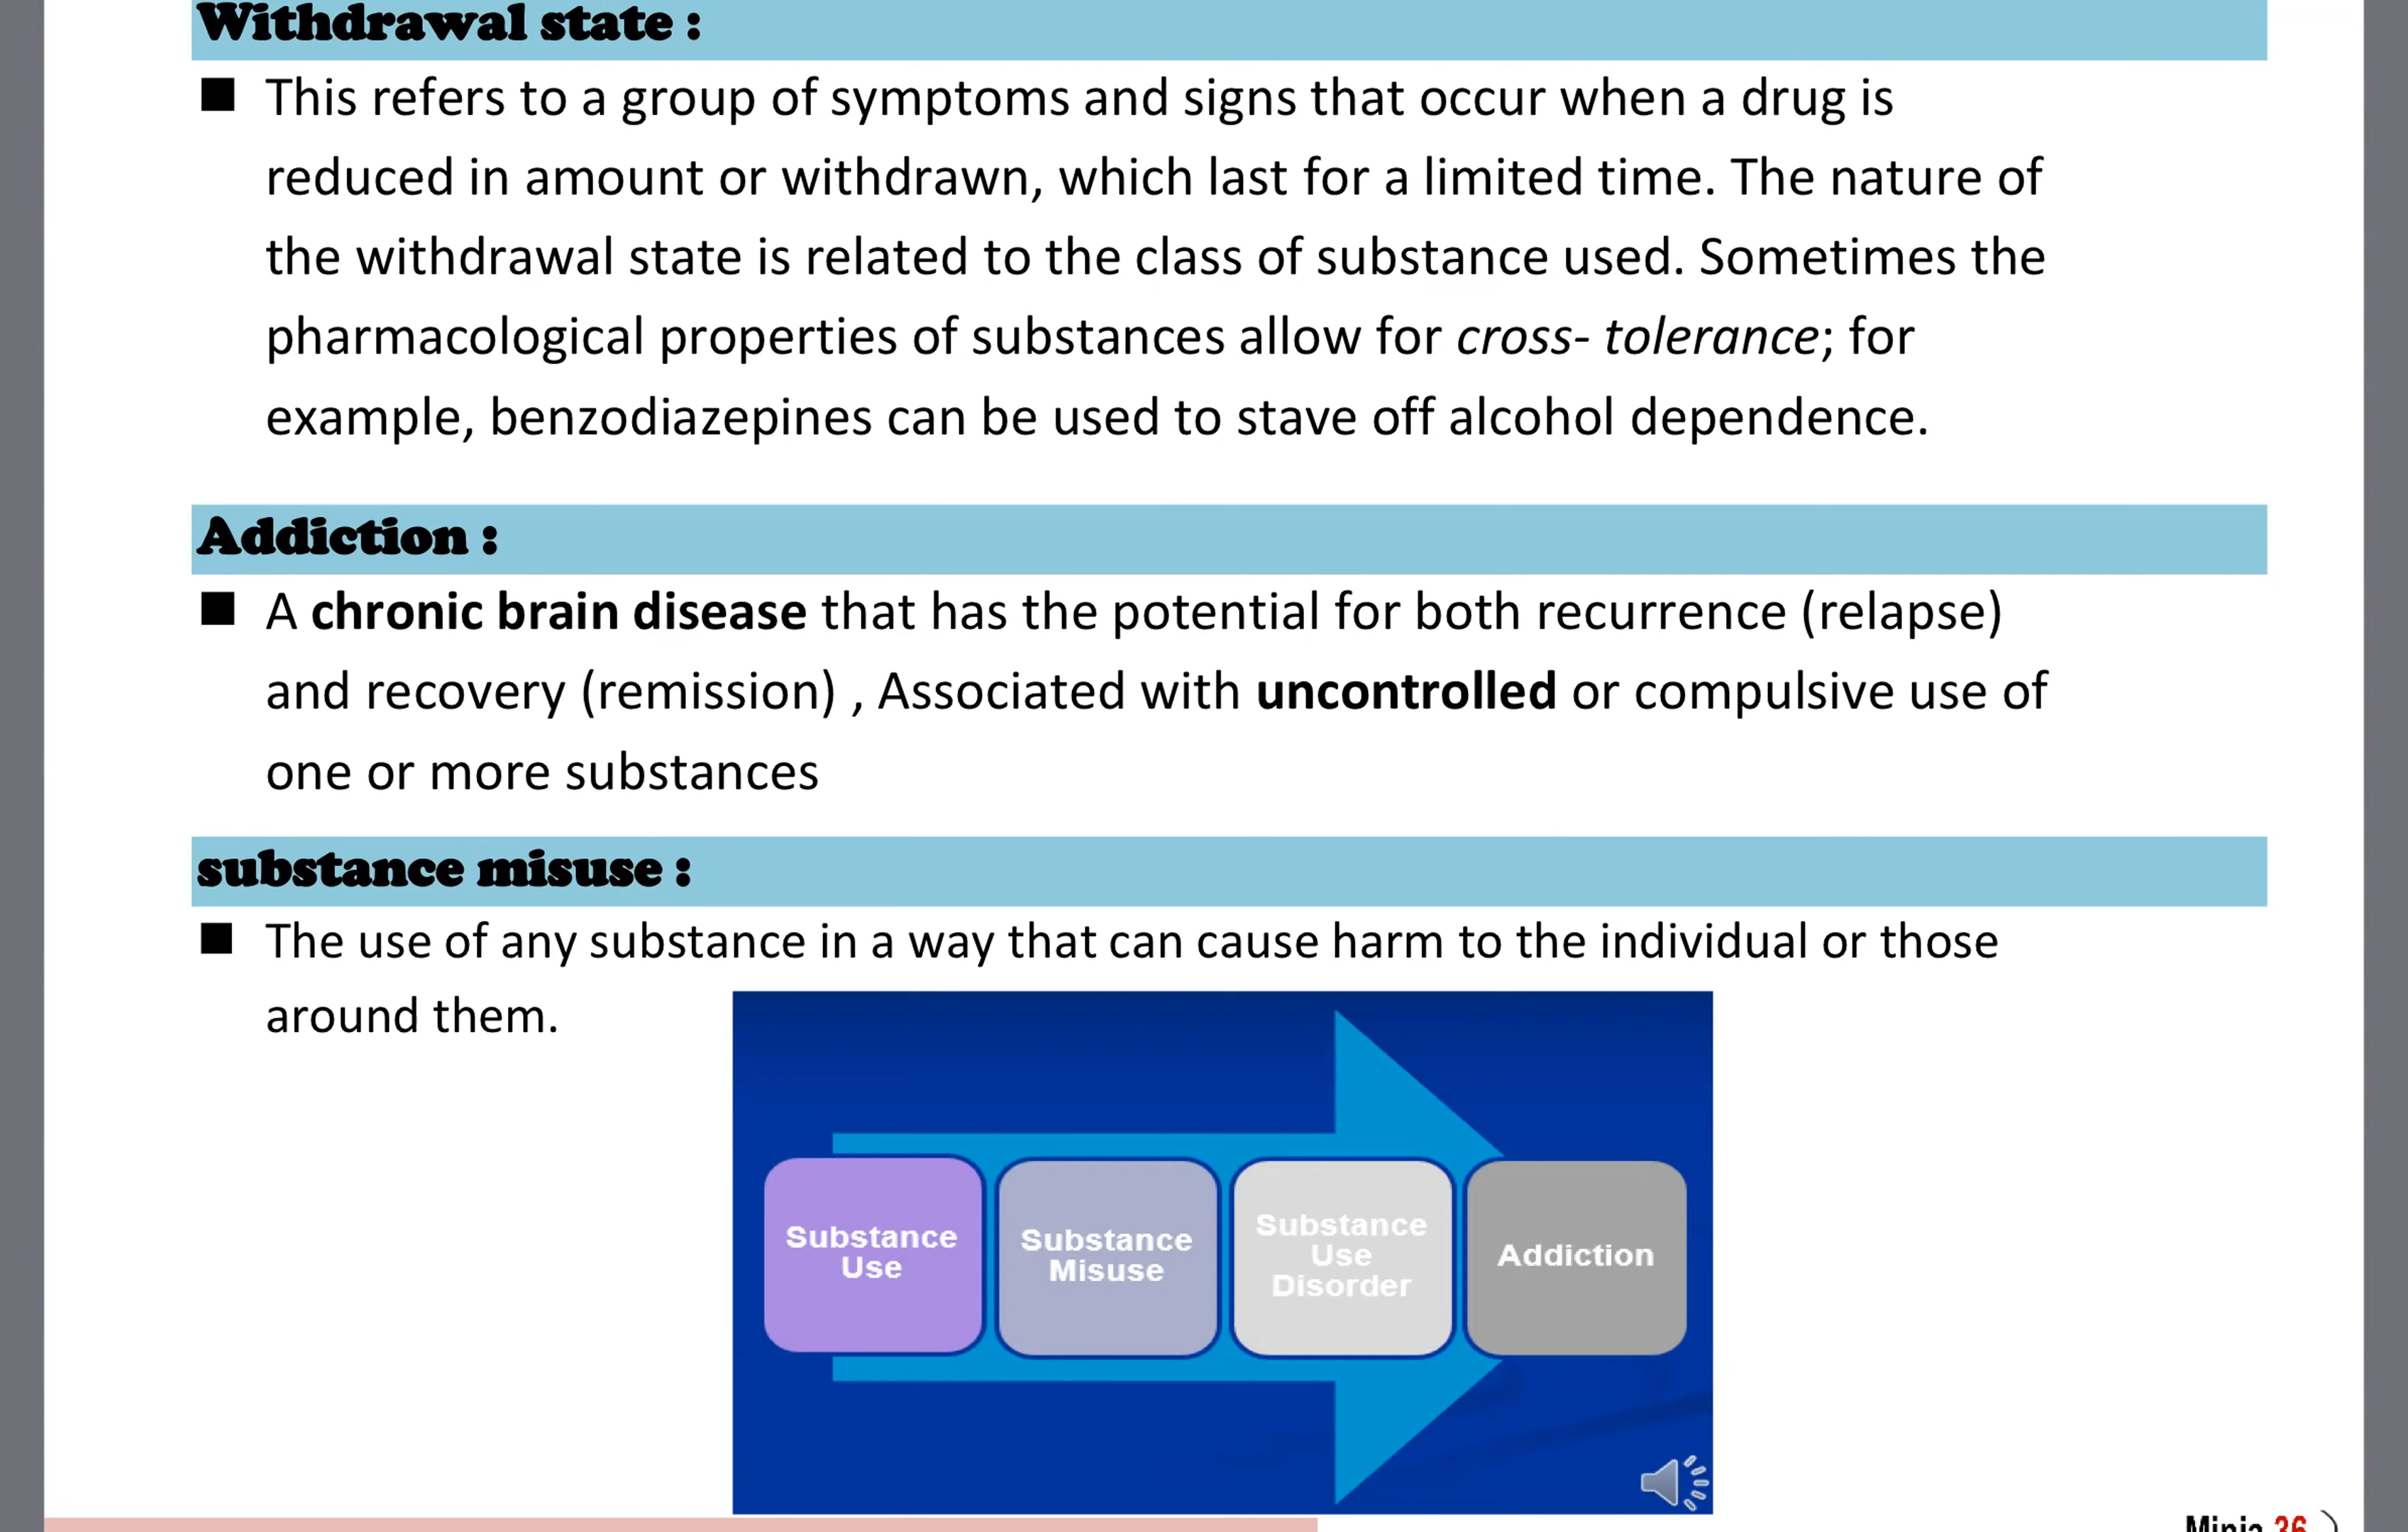 Withdrawal state :
■ This refers to a group of symptoms and signs that occur when a drug is
reduced in amount or withdrawn, which last for a limited time. The nature of
the withdrawal state is related to the class of substance used. Sometimes the
pharmacological properties of substances allow for cross- tolerance; for
example, benzodiazepines can be used to stave off alcohol dependence.
Addiction :
■ A chronic brain disease that has the potential for both recurrence (relapse)
and recovery (remission) , Associated with uncontrolled or compulsive use of
one or more substances
substance misuse :
■ The use of any substance in a way that can cause harm to the individual or those
around them.
Substance
Use
Substance
Misuse
Substance
Use
Disorder
Addiction
Minia 36